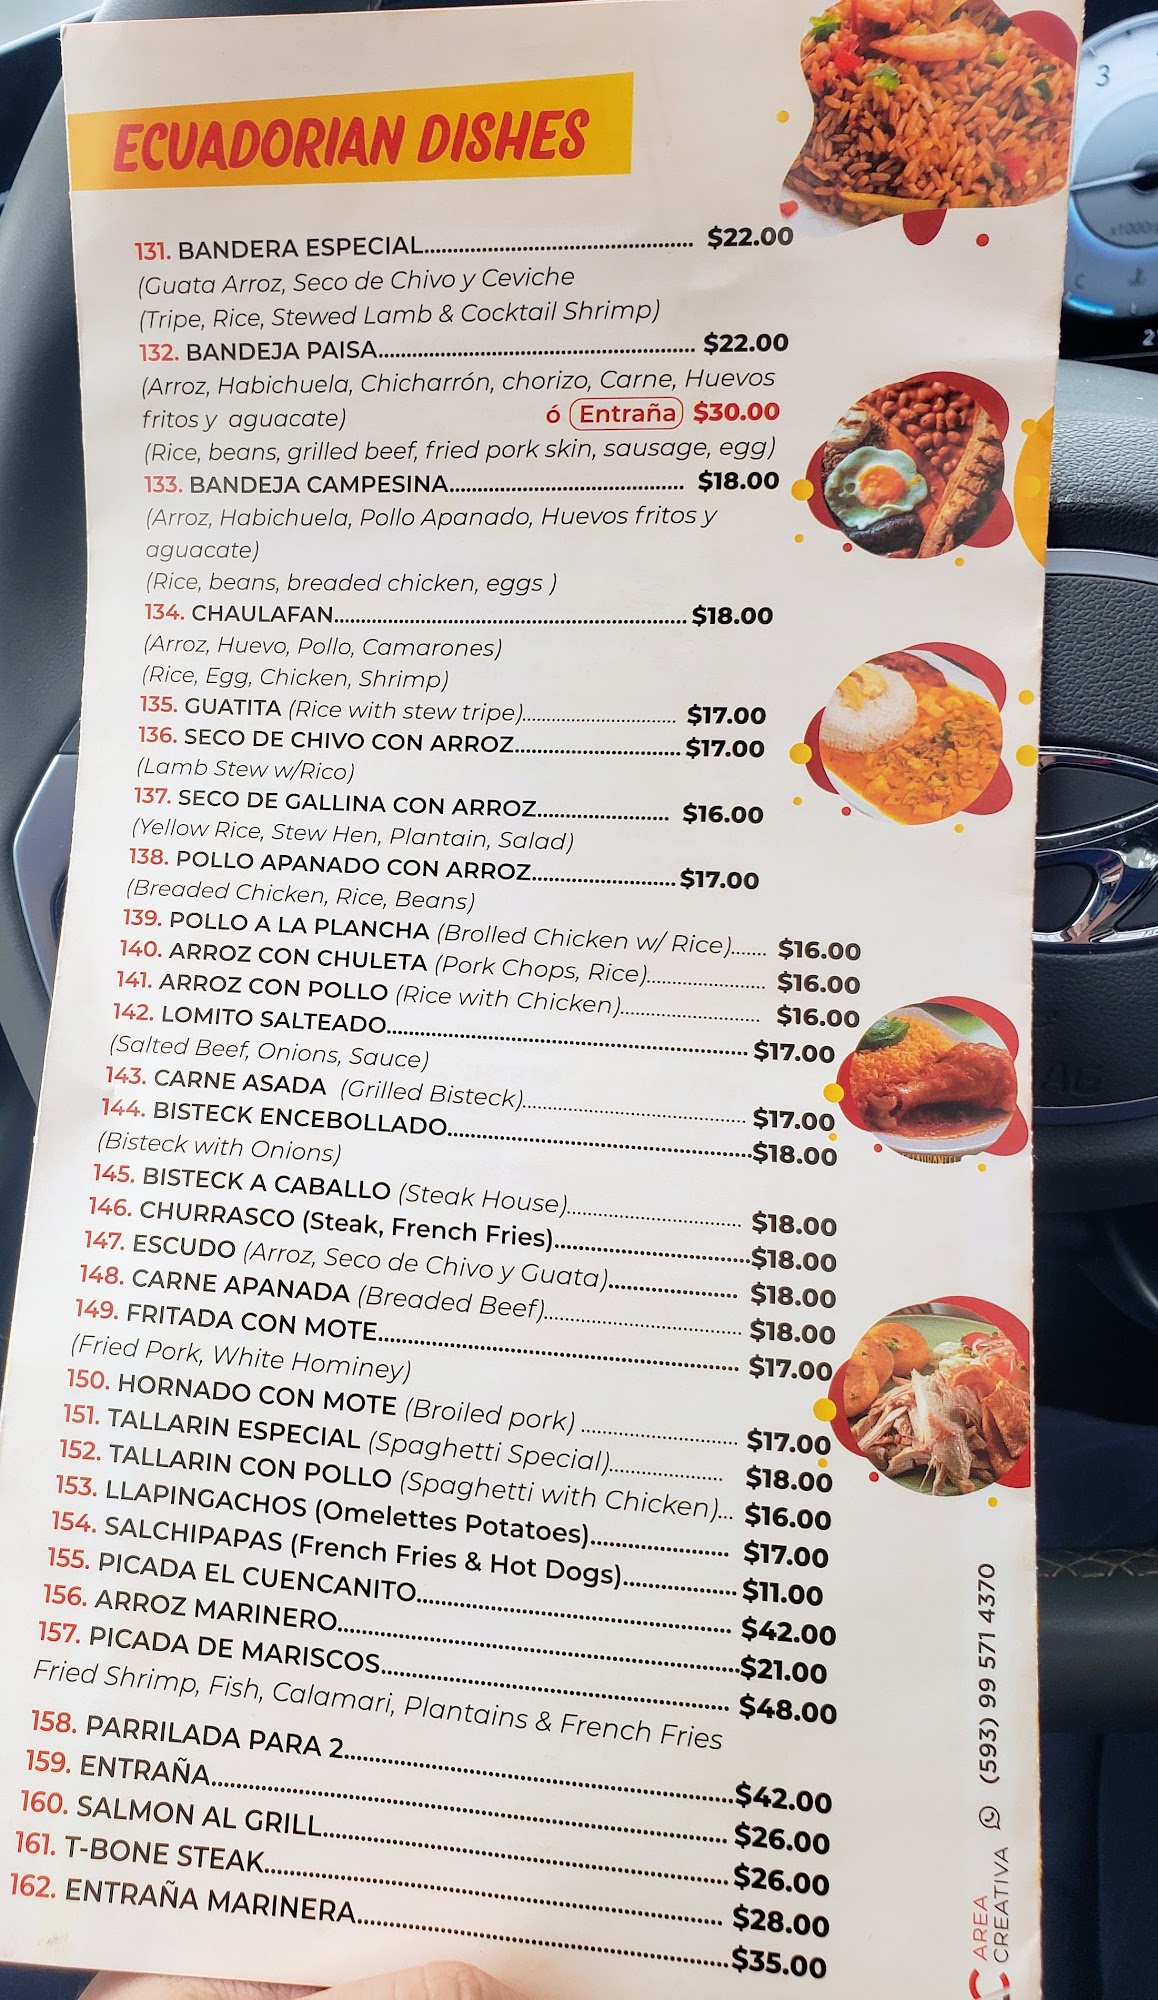 ECUADORIAN DISHES
131. BANDERA ESPECIAL........ $22.00
(Guata Arroz, Seco de Chivo y Ceviche
(Tripe, Rice, Stewed Lamb & Cocktail Shrimp)
132. BANDEJA PAISA........ $22.00
(Arroz, Habichuela, Chicharrón, chorizo, Carne, Huevos
fritos y aguacate) ó Entraña $30.00
(Rice, beans, grilled beef, fried pork skin, sausage, egg)
133. BANDEJA CAMPESINA........ $18.00
(Arroz, Habichuela, Pollo Apanado, Huevos fritos y
aguacate)
(Rice, beans, breaded chicken, eggs )
134. CHAULAFAN........ $18.00
(Arroz, Huevo, Pollo, Camarones)
(Rice, Egg, Chicken, Shrimp)
135. GUATITA (Rice with stew tripe)........ $17.00
136. SECO DE CHIVO CON ARROZ........ $17.00
(Lamb Stew w/Rico)
137. SECO DE GALLINA CON ARROZ........ $16.00
(Yellow Rice, Stew Hen, Plantain, Salad)
138. POLLO APANADO CON ARROZ........ $17.00
(Breaded Chicken, Rice, Beans)
139. POLLO A LA PLANCHA (Brolled Chicken w/ Rice)....... $16.00
140. ARROZ CON CHULETA (Pork Chops, Rice)........ $16.00
141. ARROZ CON POLLO (Rice with Chicken)........ $16.00
142. LOMITO SALTEADO........ $17.00
(Salted Beef, Onions, Sauce)
143. CARNE ASADA (Grilled Bisteck)........ $17.00
144. BISTECK ENCEBOLLADO........ $18.00
(Bisteck with Onions)
145. BISTECK A CABALLO (Steak House)........ $18.00
146. CHURRASCO (Steak, French Fries)........ $18.00
147. ESCUDO (Arroz, Seco de Chivo y Guata)........ $18.00
148. CARNE APANADA (Breaded Beef)........ $18.00
149. FRITADA CON MOTE........ $17.00
(Fried Pork, White Hominey)
150. HORNADO CON MOTE (Broiled pork) ........ $17.00
151. TALLARIN ESPECIAL (Spaghetti Special)........ $18.00
152. TALLARIN CON POLLO (Spaghetti with Chicken)... $16.00
153. LLAPINGACHOS (Omelettes Potatoes)........ $17.00
154. SALCHIPAPAS (French Fries & Hot Dogs)........ $11.00
155. PICADA EL CUENCANITO........ $42.00
156. ARROZ MARINERO........ $21.00
157. PICADA DE MARISCOS........ $48.00
Fried Shrimp, Fish, Calamari, Plantains & French Fries
158. PARRILADA PARA 2........ $42.00
159. ENTRAÑA........ $26.00
160. SALMON AL GRILL........ $26.00
161. T-BONE STEAK........ $28.00
162. ENTRAÑA MARINERA........ $35.00
AREA
CREATIVA
(593) 99 571 4370
3
C